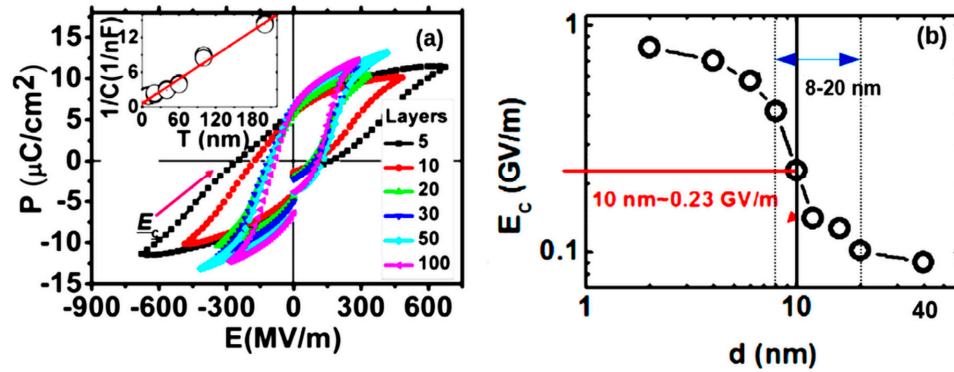 (a)
15
10
5
0
-5
-10
-15
P (μC/cm2)
-900 -600 -300 0 300 600
E(MV/m)
Ec
1/C(1/nF)
12
6
0
0 60 120 180
T (nm)
Layers
5
10
20
30
50
100
(b)
1
0.1
EC (GV/m)
8-20 nm
10 nm~0.23 GV/m
1 10 40
d (nm)